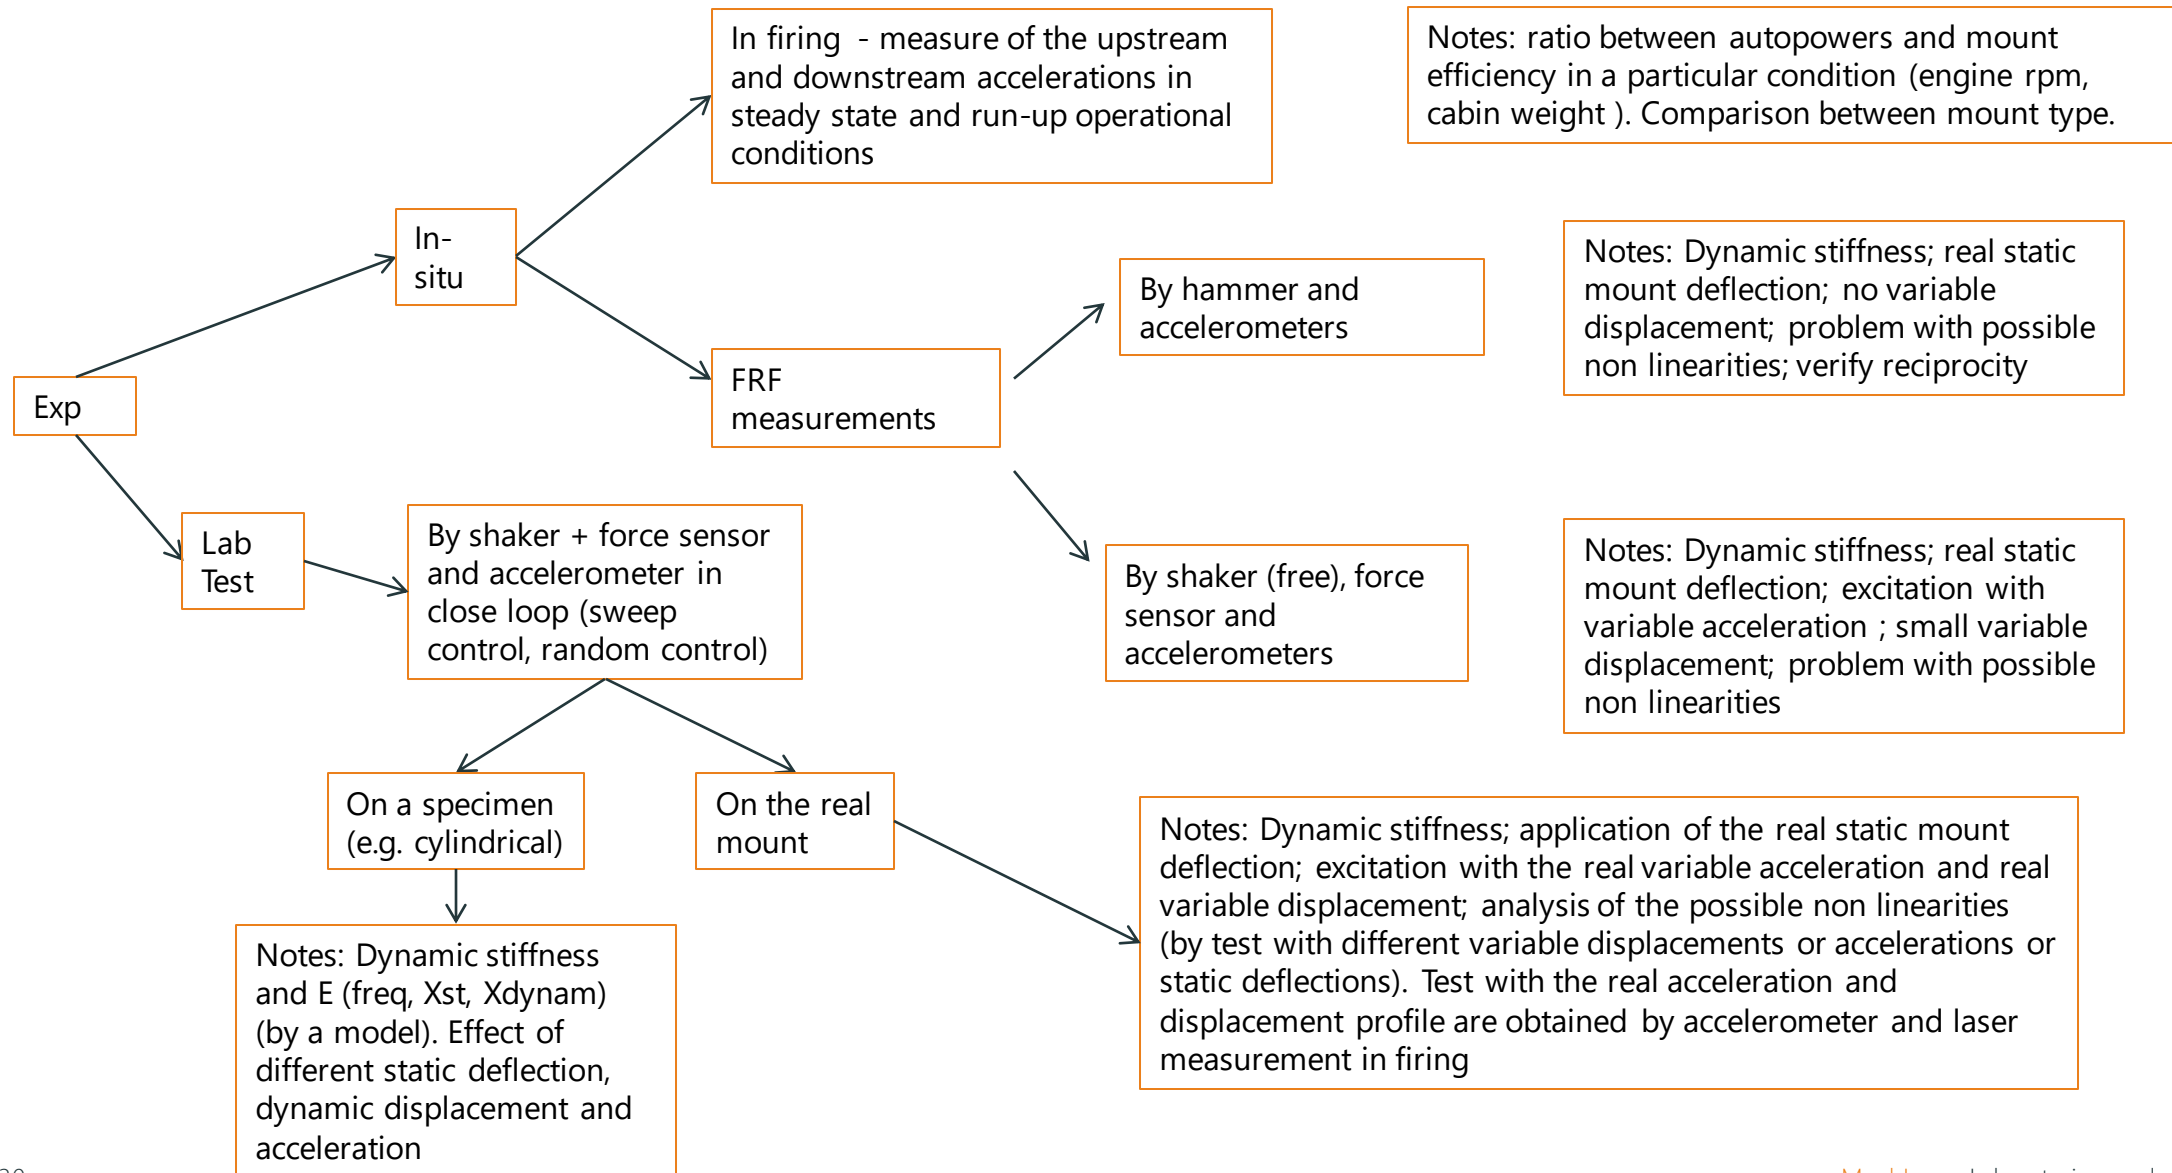 In firing - measure of the upstream
and downstream accelerations in
steady state and run-up operational
conditions
Notes: ratio between autopowers and mount
efficiency in a particular condition (engine rpm,
cabin weight ). Comparison between mount type.
In-
situ
Notes: Dynamic stiffness; real static
mount deflection; no variable
displacement; problem with possible
non linearities; verify reciprocity
By hammer and
accelerometers
FRF
measurements
Exp
Lab
Test
By shaker + force sensor
and accelerometer in
close loop (sweep
control, random control)
By shaker (free), force
sensor and
accelerometers
Notes: Dynamic stiffness; real static
mount deflection; excitation with
variable acceleration ; small variable
displacement; problem with possible
non linearities
On a specimen
(e.g. cylindrical)
On the real
mount
Notes: Dynamic stiffness; application of the real static mount
deflection; excitation with the real variable acceleration and real
variable displacement; analysis of the possible non linearities
(by test with different variable displacements or accelerations or
static deflections). Test with the real acceleration and
displacement profile are obtained by accelerometer and laser
measurement in firing
Notes: Dynamic stiffness
and E (freq, Xst, Xdynam)
(by a model). Effect of
different static deflection,
dynamic displacement and
acceleration